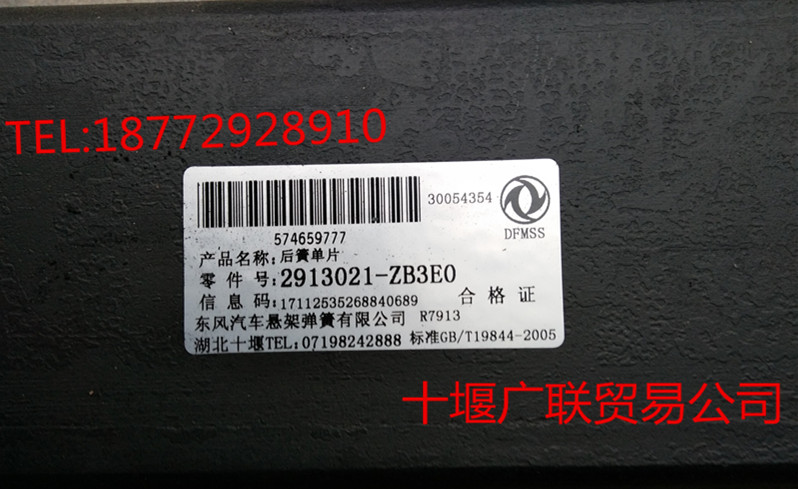 TEL:18772928910
30054354
574659777
DFMSS
产品名称:后簧单片
零件号:2913021-ZB3E0
信息码:17112535268840689 合格证
东风汽车悬架弹簧有限公司 R7913
湖北十堰TEL:07198242888 标准GB/T19844-2005
十堰广联贸易公司